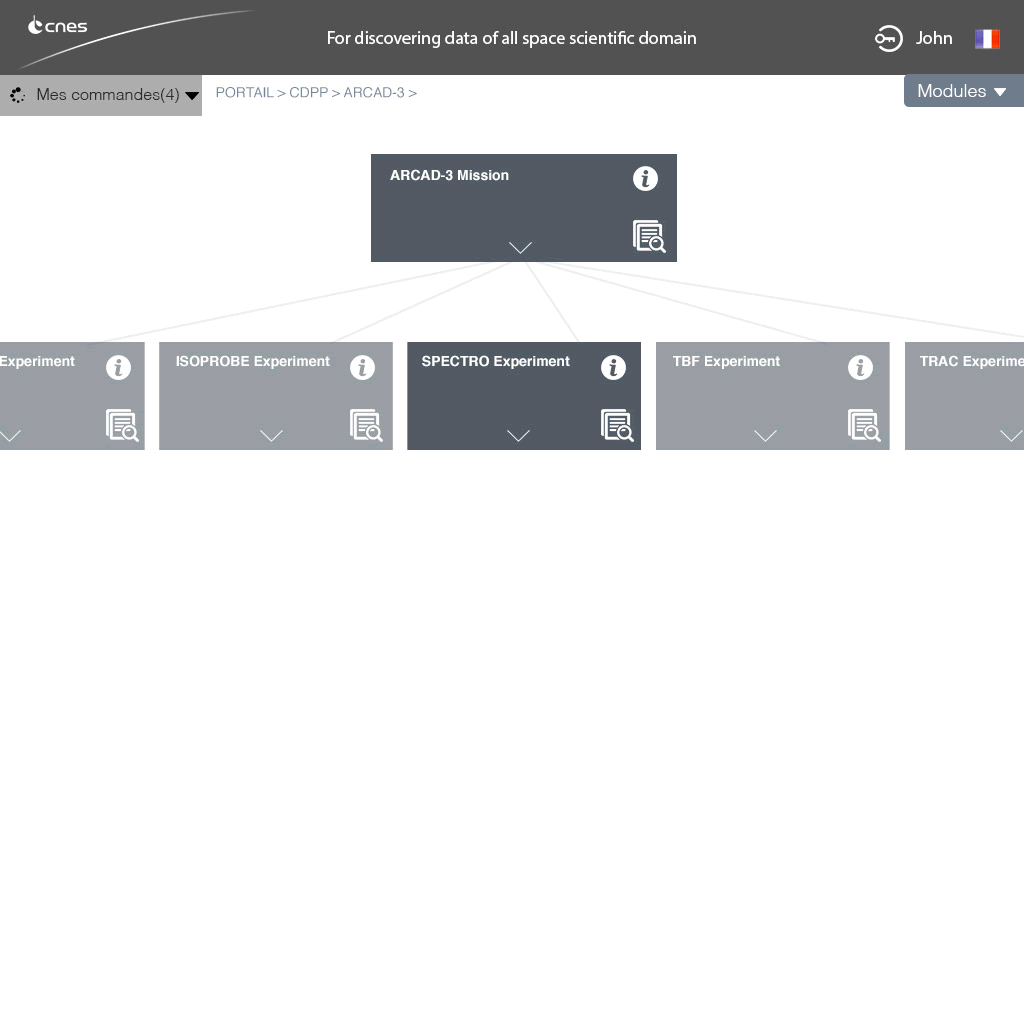 cnes
For discovering data of all space scientific domain
John
Mes commandes(4)
PORTAIL > CDPP > ARCAD-3 >
Modules
ARCAD-3 Mission
Experiment
ISOPROBE Experiment
SPECTRO Experiment
TBF Experiment
TRAC Experime